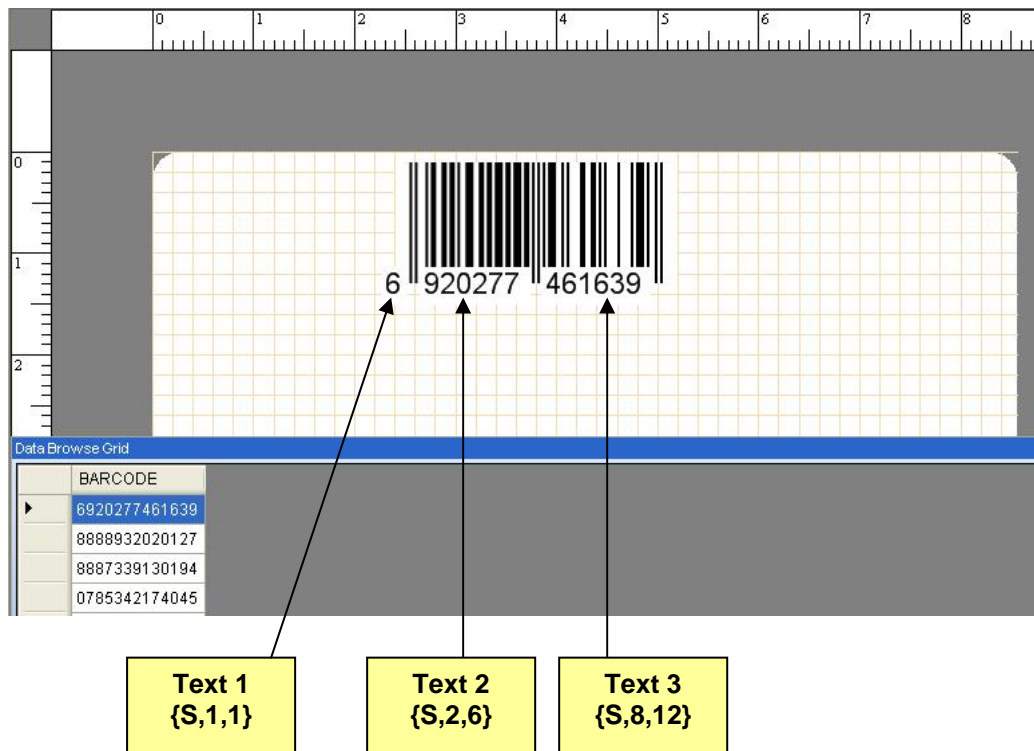 0 1 2 3 4 5 6 7 8
0
1
6 920277 461639
2
Data Browse Grid
BARCODE
6920277461639
8888932020127
8887339130194
0785342174045
Text 1 Text 2 Text 3
{S,1,1} {S,2,6} {S,8,12}